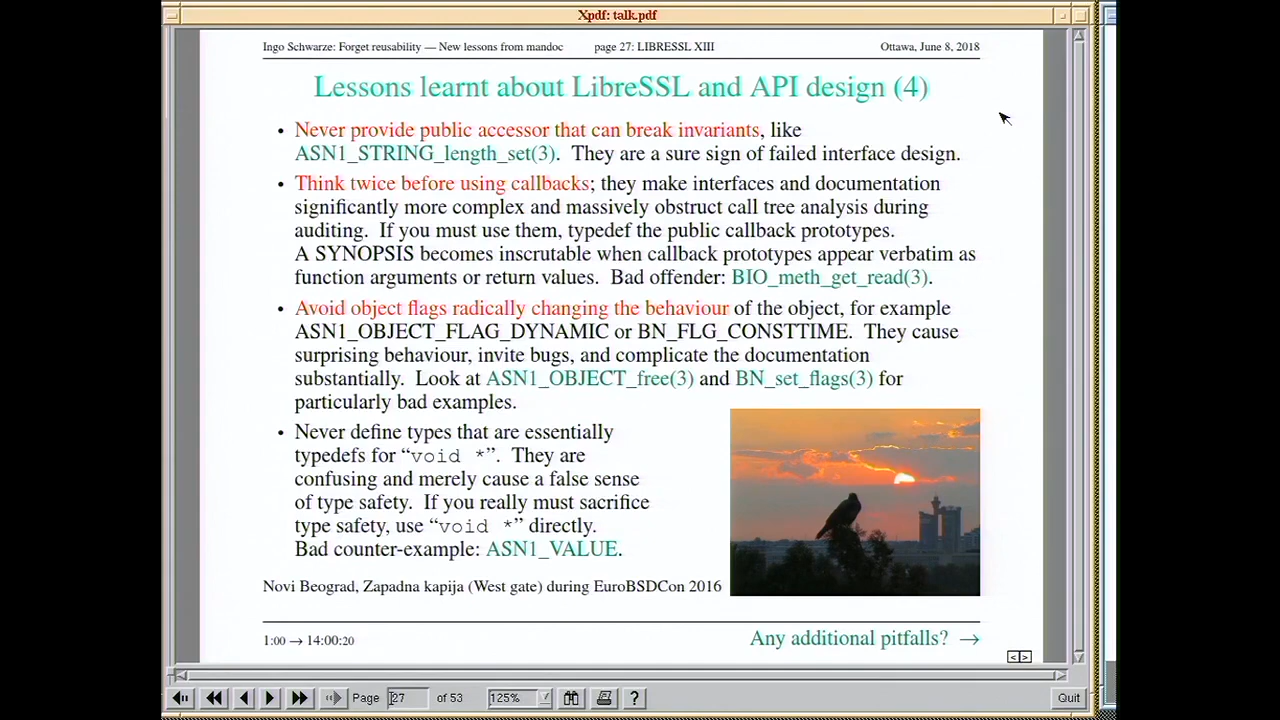 Xpdf: talk.pdf
Ingo Schwarze: Forget reusability — New lessons from mandoc page 27: LIBRESSL XIII Ottawa, June 8, 2018
Lessons learnt about LibreSSL and API design (4)
• Never provide public accessor that can break invariants, like
ASN1_STRING_length_set(3). They are a sure sign of failed interface design.
• Think twice before using callbacks; they make interfaces and documentation
significantly more complex and massively obstruct call tree analysis during
auditing. If you must use them, typedef the public callback prototypes.
A SYNOPSIS becomes inscrutable when callback prototypes appear verbatim as
function arguments or return values. Bad offender: BIO_meth_get_read(3).
• Avoid object flags radically changing the behaviour of the object, for example
ASN1_OBJECT_FLAG_DYNAMIC or BN_FLG_CONSTTIME. They cause
surprising behaviour, invite bugs, and complicate the documentation
substantially. Look at ASN1_OBJECT_free(3) and BN_set_flags(3) for
particularly bad examples.
• Never define types that are essentially
typedefs for “void *”. They are
confusing and merely cause a false sense
of type safety. If you really must sacrifice
type safety, use “void *” directly.
Bad counter-example: ASN1_VALUE.
Novi Beograd, Zapadna kapija (West gate) during EuroBSDCon 2016
1:00 → 14:00:20 Any additional pitfalls? →
Page 27 of 53 125% ? Quit